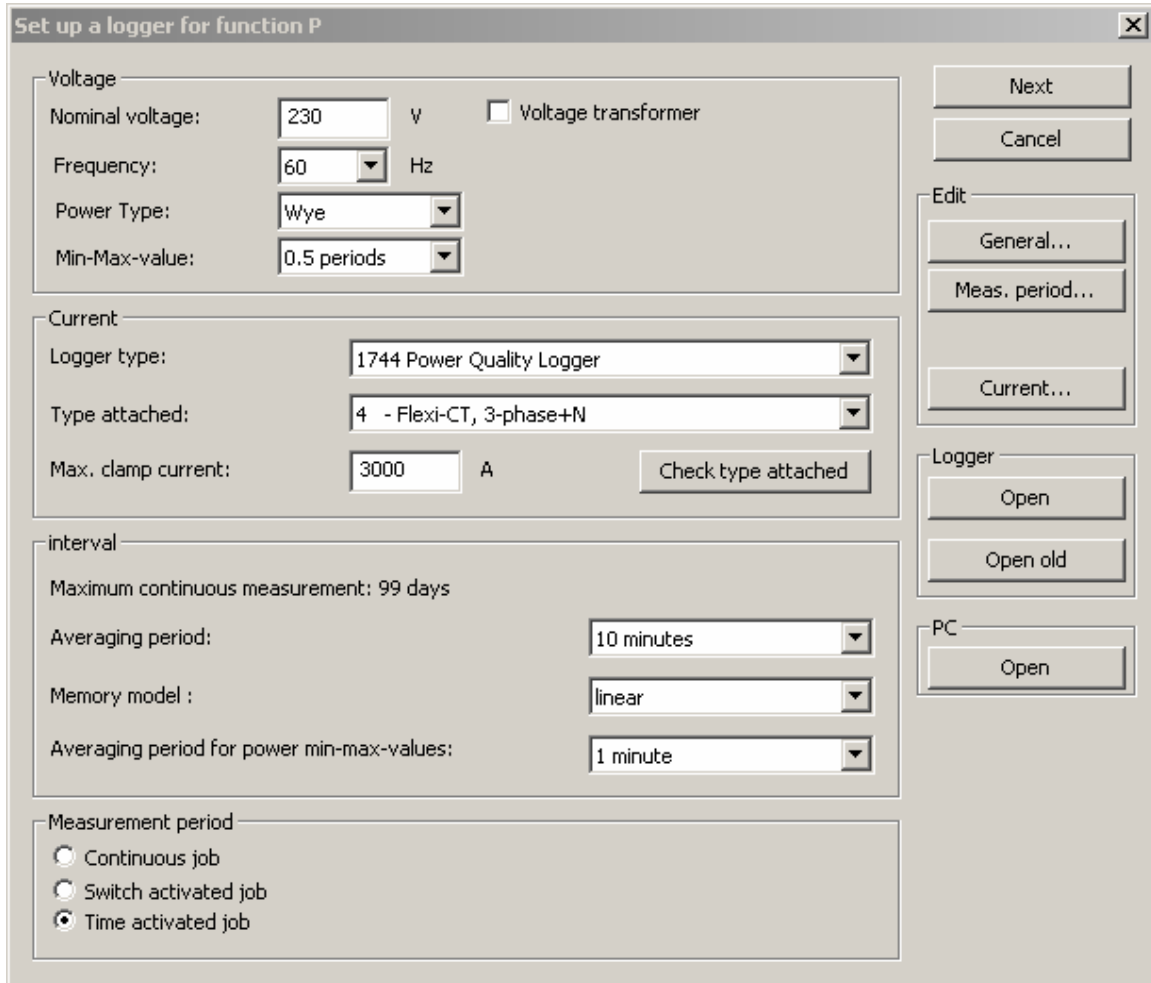 Set up a logger for function P
Voltage
Nominal voltage: 230 V Voltage transformer
Frequency: 60 Hz
Power Type: Wye
Min-Max-value: 0.5 periods
Current
Logger type: 1744 Power Quality Logger
Type attached: 4 - Flexi-CT, 3-phase+N
Max. clamp current: 3000 A Check type attached
interval
Maximum continuous measurement: 99 days
Averaging period: 10 minutes
Memory model : linear
Averaging period for power min-max-values: 1 minute
Measurement period
Continuous job
Switch activated job
Time activated job
Next
Cancel
Edit
General...
Meas. period...
Current...
Logger
Open
Open old
PC
Open